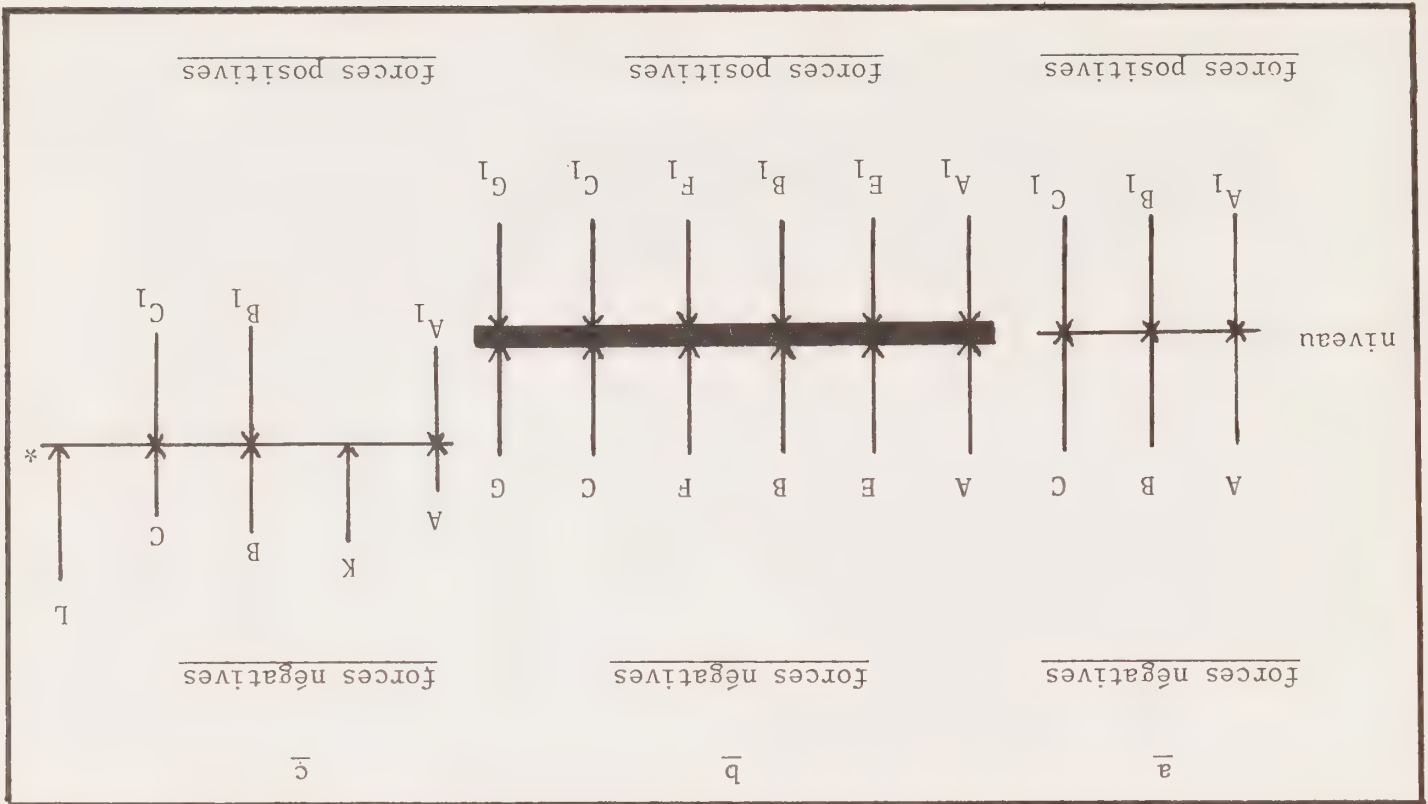 a b c
forces négatives forces négatives forces négatives
A B C A E B F C G A K B C L
*
niveau
A1 B1 C1 A1 E1 B1 F1 C1 G1 A1 B1 C1
forces positives forces positives forces positives